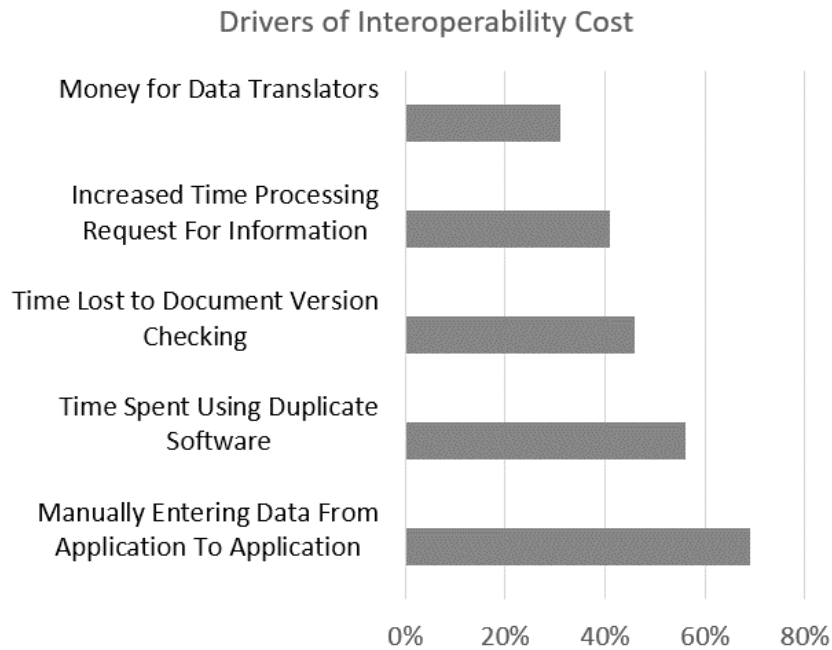 Drivers of Interoperability Cost
Money for Data Translators
Increased Time Processing
Request For Information
Time Lost to Document Version
Checking
Time Spent Using Duplicate
Software
Manually Entering Data From
Application To Application
0% 20% 40% 60% 80%